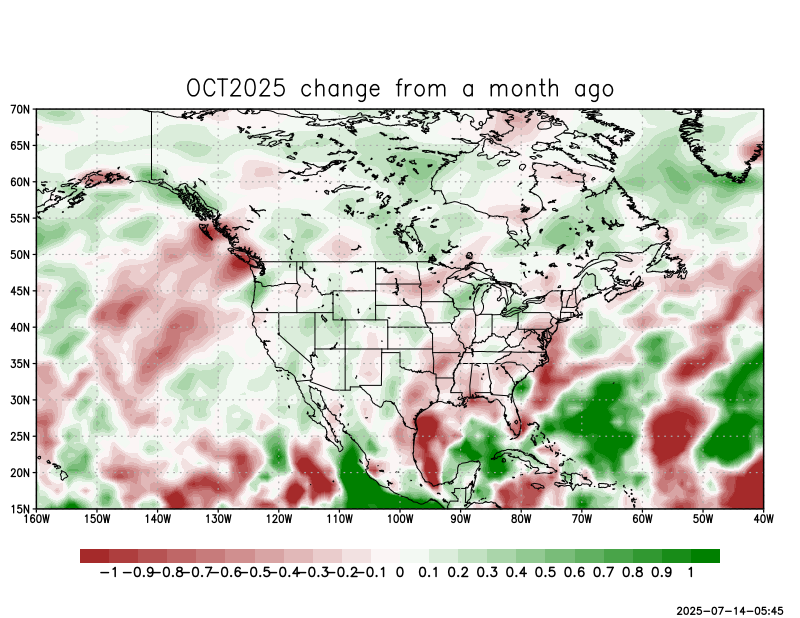 OCT2025 change from a month ago
70N
65N
60N
55N
50N
45N
40N
35N
30N
25N
20N
15N
160W 150W 140W 130W 120W 110W 100W 90W 80W 70W 60W 50W 40W
-1 -0.9 -0.8 -0.7 -0.6 -0.5 -0.4 -0.3 -0.2 -0.1 0 0.1 0.2 0.3 0.4 0.5 0.6 0.7 0.8 0.9 1
2025-07-14-05:45